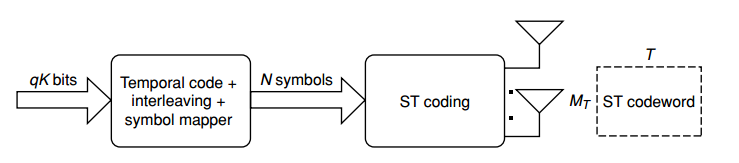 qK bits
Temporal code +
interleaving +
symbol mapper
N symbols
ST coding
M_T
T
ST codeword